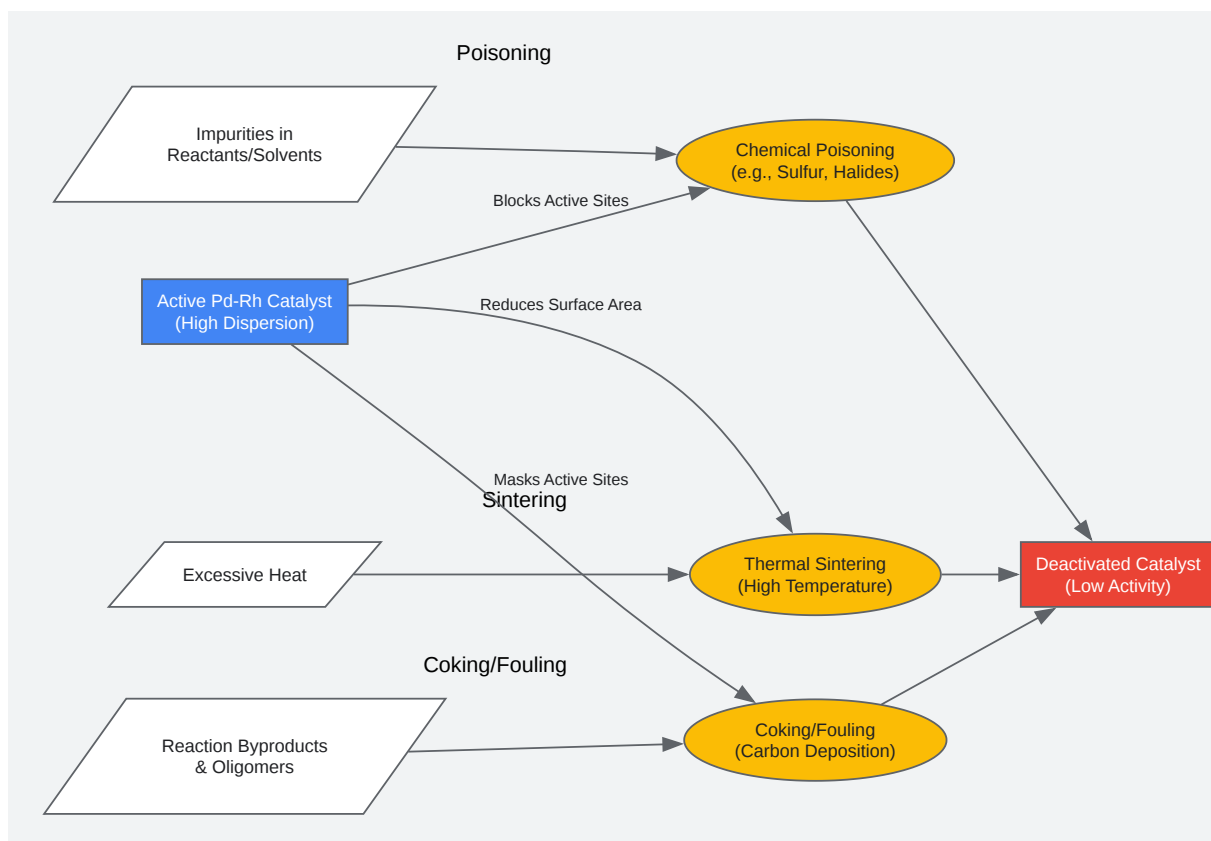 Poisoning
Impurities in
Reactants/Solvents
Chemical Poisoning
(e.g., Sulfur, Halides)
Blocks Active Sites
Active Pd-Rh Catalyst
(High Dispersion)
Reduces Surface Area
Masks Active Sites
Sintering
Excessive Heat
Thermal Sintering
(High Temperature)
Deactivated Catalyst
(Low Activity)
Coking/Fouling
Reaction Byproducts
& Oligomers
Coking/Fouling
(Carbon Deposition)